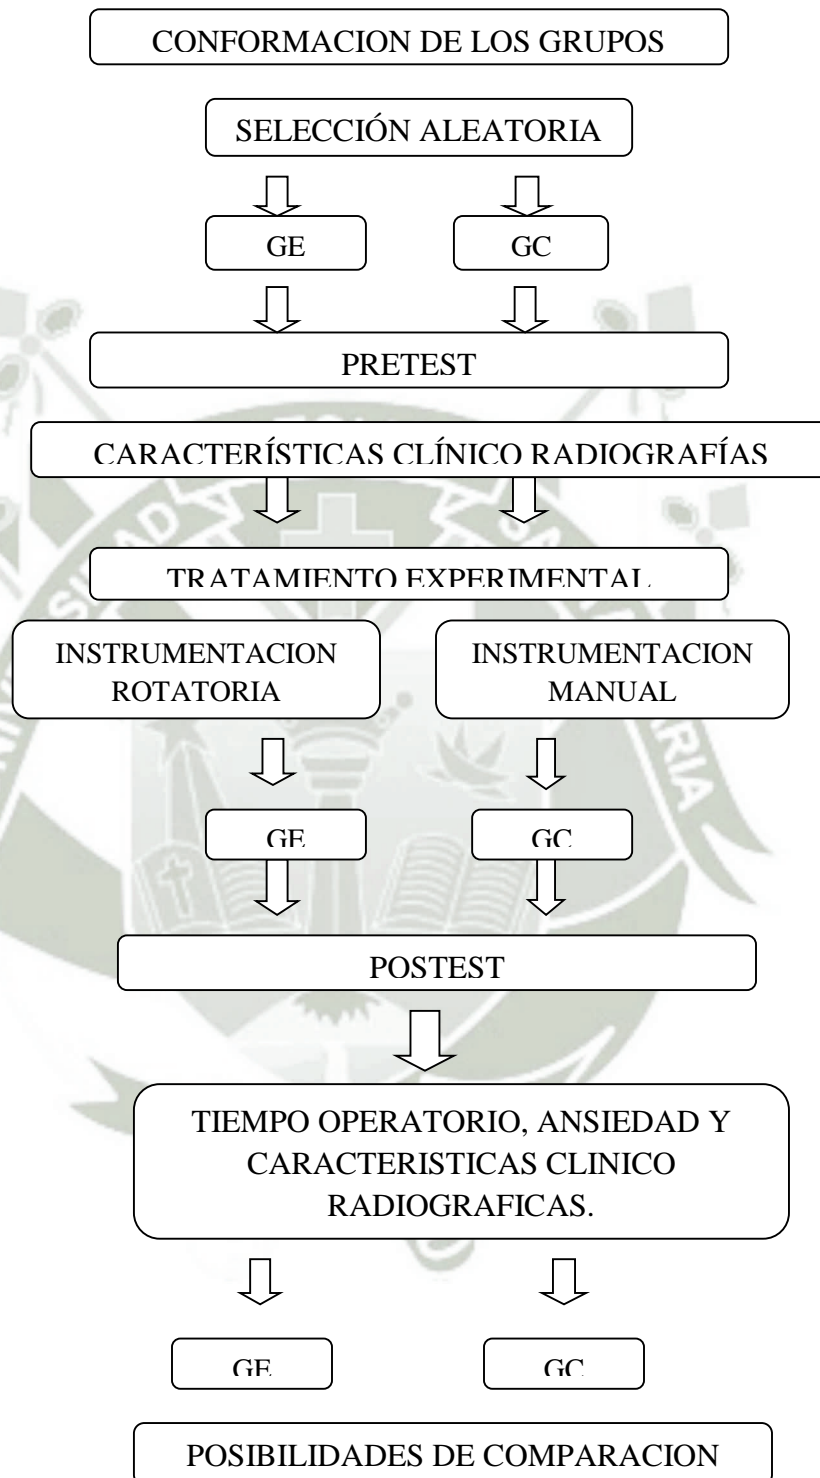 CONFORMACION DE LOS GRUPOS
SELECCIÓN ALEATORIA
GE GC
PRETEST
CARACTERÍSTICAS CLÍNICO RADIOGRAFÍAS
TRATAMIENTO EXPERIMENTAL
INSTRUMENTACION
ROTATORIA
INSTRUMENTACION
MANUAL
GE GC
POSTEST
TIEMPO OPERATORIO, ANSIEDAD Y
CARACTERISTICAS CLINICO
RADIOGRAFICAS.
GE GC
POSIBILIDADES DE COMPARACION